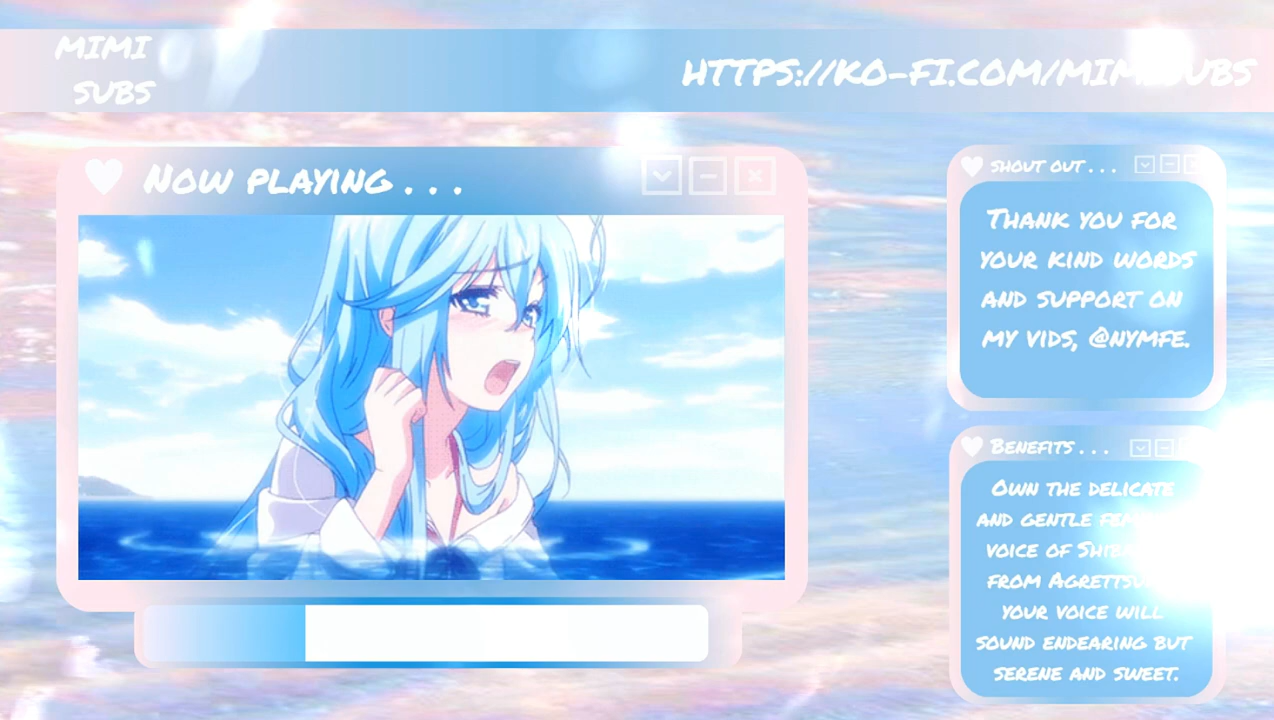 MIMI
SUBS
HTTPS://KO-FI.COM/MIMISUBS
NOW PLAYING . . .
SHOUT OUT . . .
THANK YOU FOR
YOUR KIND WORDS
AND SUPPORT ON
MY VIDS, @NYMFE.
BENEFITS . . .
OWN THE DELICATE
AND GENTLE
VOICE OF
FROM
YOUR VOICE WILL
SOUND ENDEARING BUT
SERENE AND SWEET.